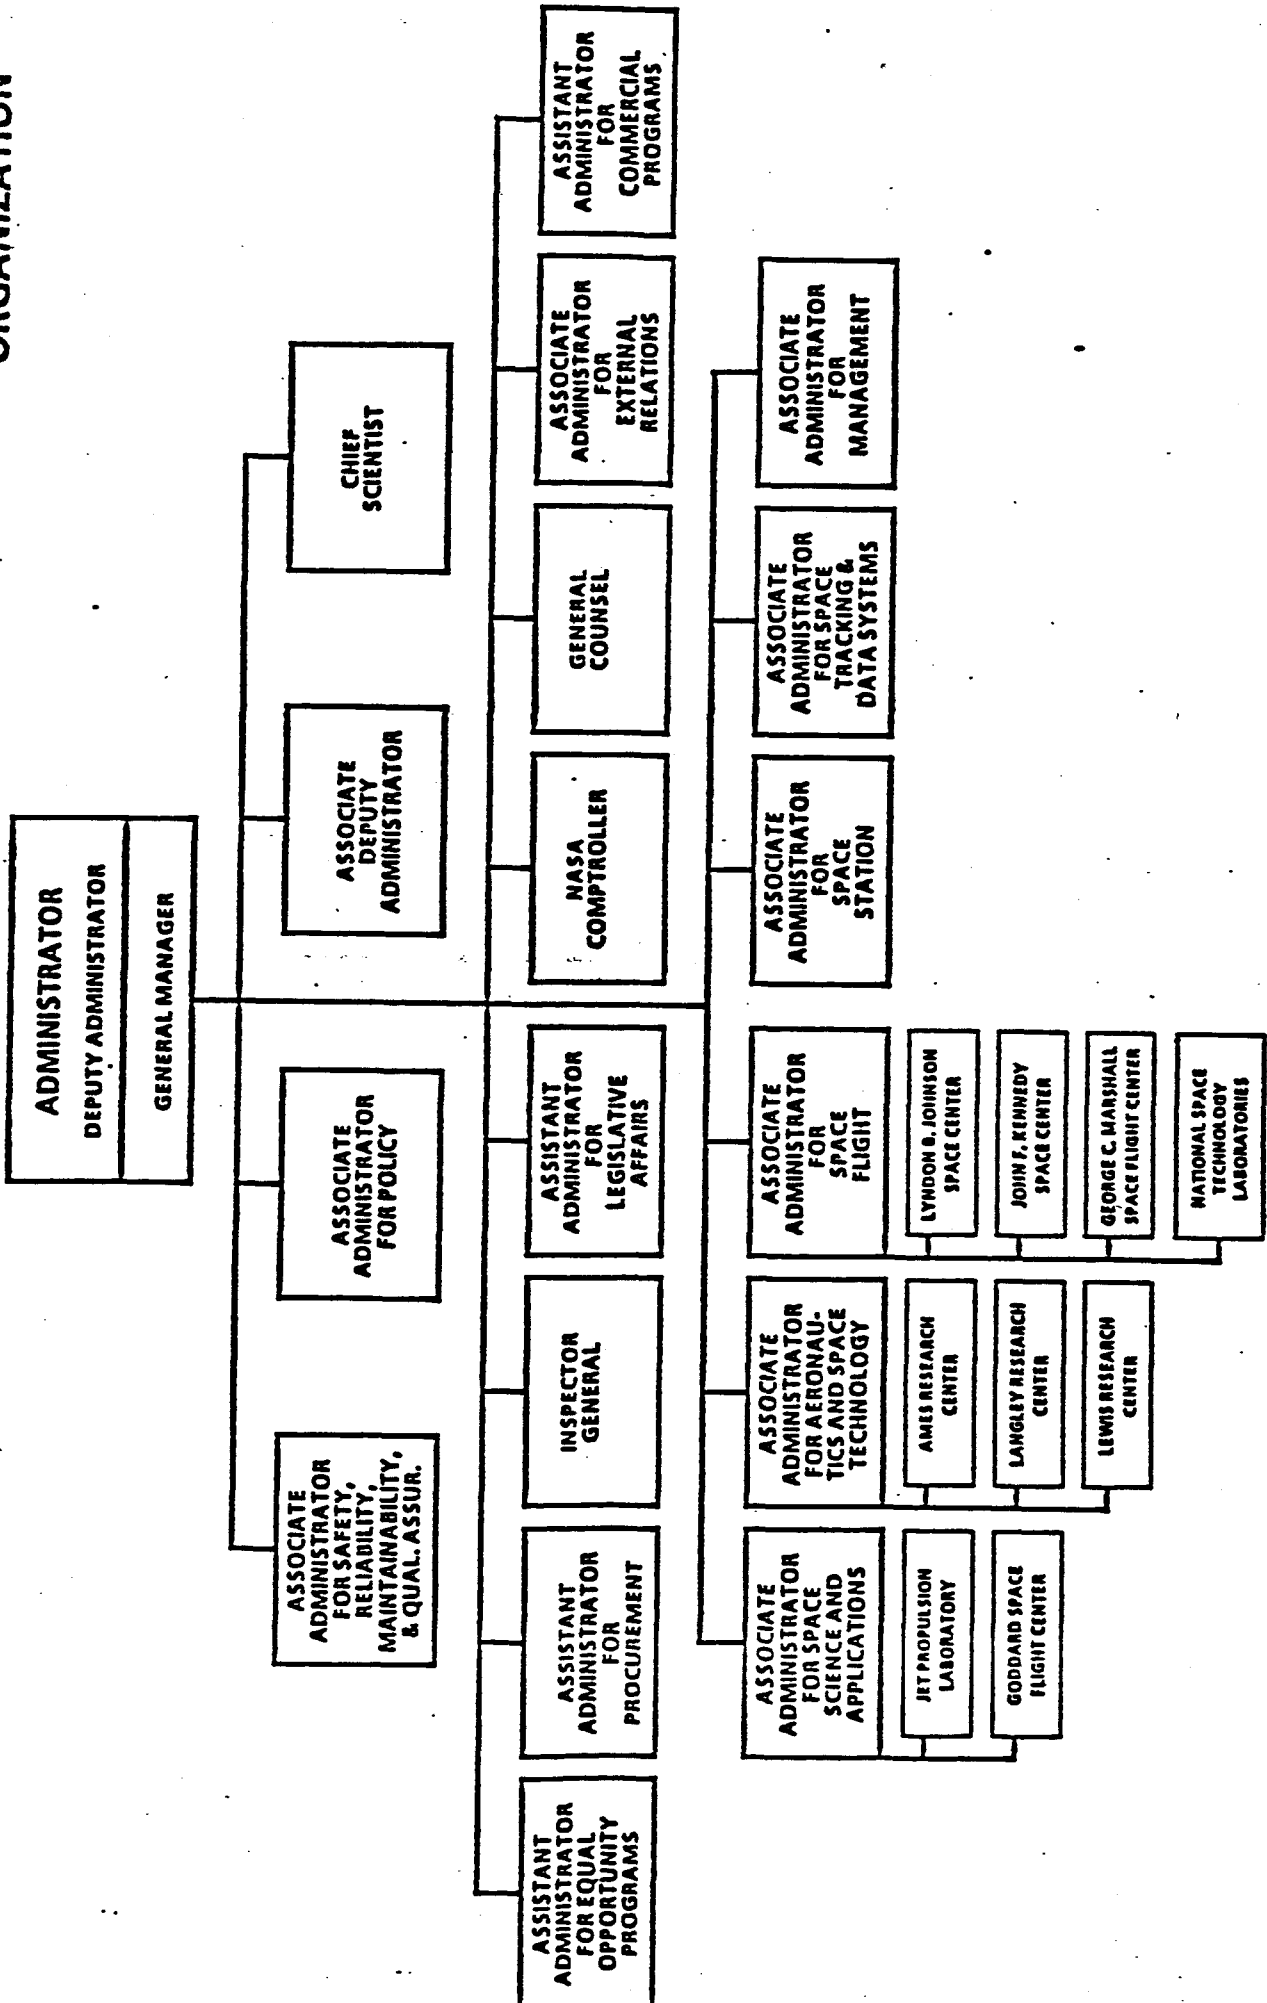 ORGANIZATION
ADMINISTRATOR
DEPUTY ADMINISTRATOR
GENERAL MANAGER
ASSOCIATE
ADMINISTRATOR
FOR SAFETY,
RELIABILITY,
MAINTAINABILITY,
& QUAL. ASSUR.
ASSOCIATE
ADMINISTRATOR
FOR POLICY
ASSOCIATE
DEPUTY
ADMINISTRATOR
CHIEF
SCIENTIST
ASSISTANT
ADMINISTRATOR
FOR EQUAL
OPPORTUNITY
PROGRAMS
ASSISTANT
ADMINISTRATOR
FOR
PROCUREMENT
INSPECTOR
GENERAL
ASSISTANT
ADMINISTRATOR
FOR
LEGISLATIVE
AFFAIRS
NASA
COMPTROLLER
GENERAL
COUNSEL
ASSOCIATE
ADMINISTRATOR
FOR
EXTERNAL
RELATIONS
ASSISTANT
ADMINISTRATOR
FOR
COMMERCIAL
PROGRAMS
ASSOCIATE
ADMINISTRATOR
FOR SPACE
SCIENCE AND
APPLICATIONS
JET PROPULSION
LABORATORY
GODDARD SPACE
FLIGHT CENTER
ASSOCIATE
ADMINISTRATOR
FOR AERONAU-
TICS AND SPACE
TECHNOLOGY
AMES RESEARCH
CENTER
LANGLEY RESEARCH
CENTER
LEWIS RESEARCH
CENTER
ASSOCIATE
ADMINISTRATOR
FOR
SPACE
FLIGHT
LYNDON B. JOHNSON
SPACE CENTER
JOHN F. KENNEDY
SPACE CENTER
GEORGE C. MARSHALL
SPACE FLIGHT CENTER
NATIONAL SPACE
TECHNOLOGY
LABORATORIES
ASSOCIATE
ADMINISTRATOR
FOR
SPACE
STATION
ASSOCIATE
ADMINISTRATOR
FOR SPACE
TRACKING &
DATA SYSTEMS
ASSOCIATE
ADMINISTRATOR
FOR
MANAGEMENT